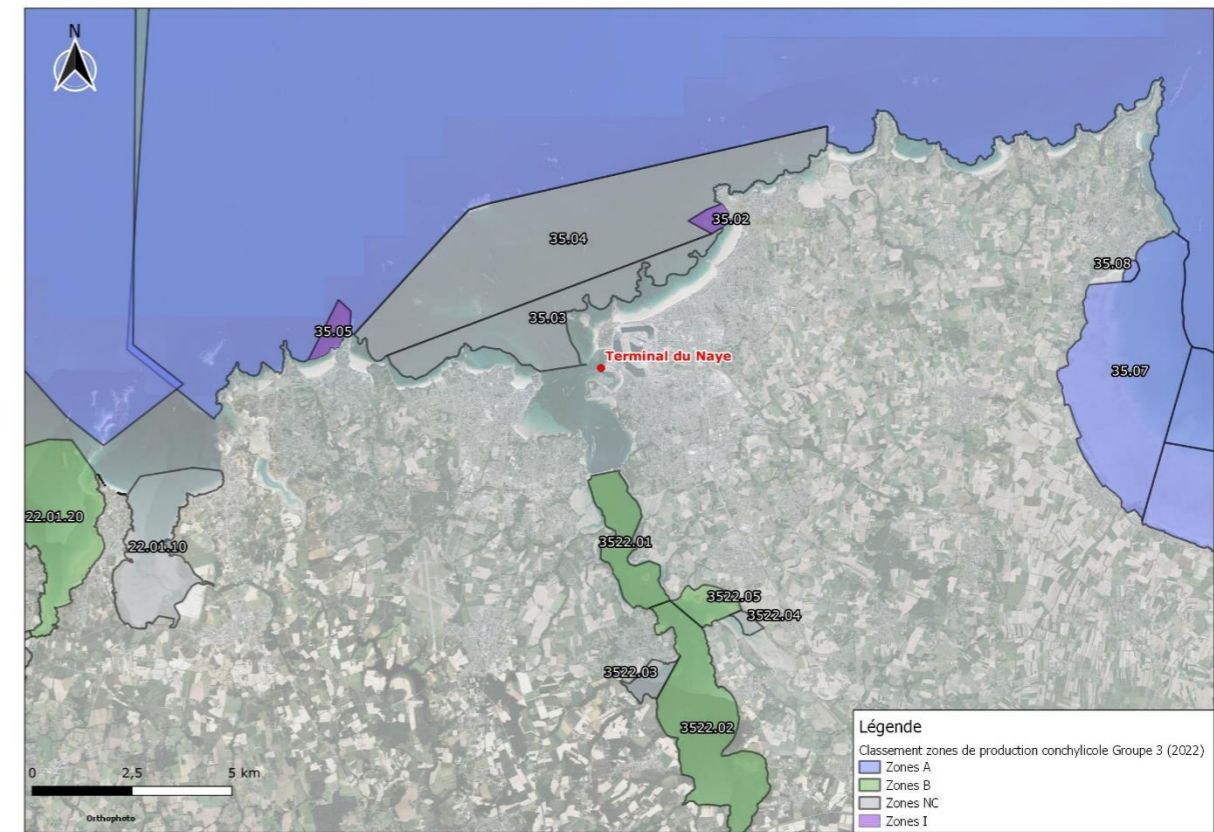 N
35.02
35.04
35.08
35.03
35.05
Terminal du Naye
35.07
22.01.20
3522.01
22.01.10
3522.05
3522.04
3522.03
3522.02
Légende
Classement zones de production conchylicole Groupe 3 (2022)
Zones A
Zones B
Zones NC
Zones I
0 2,5 5 km
Orthophoto